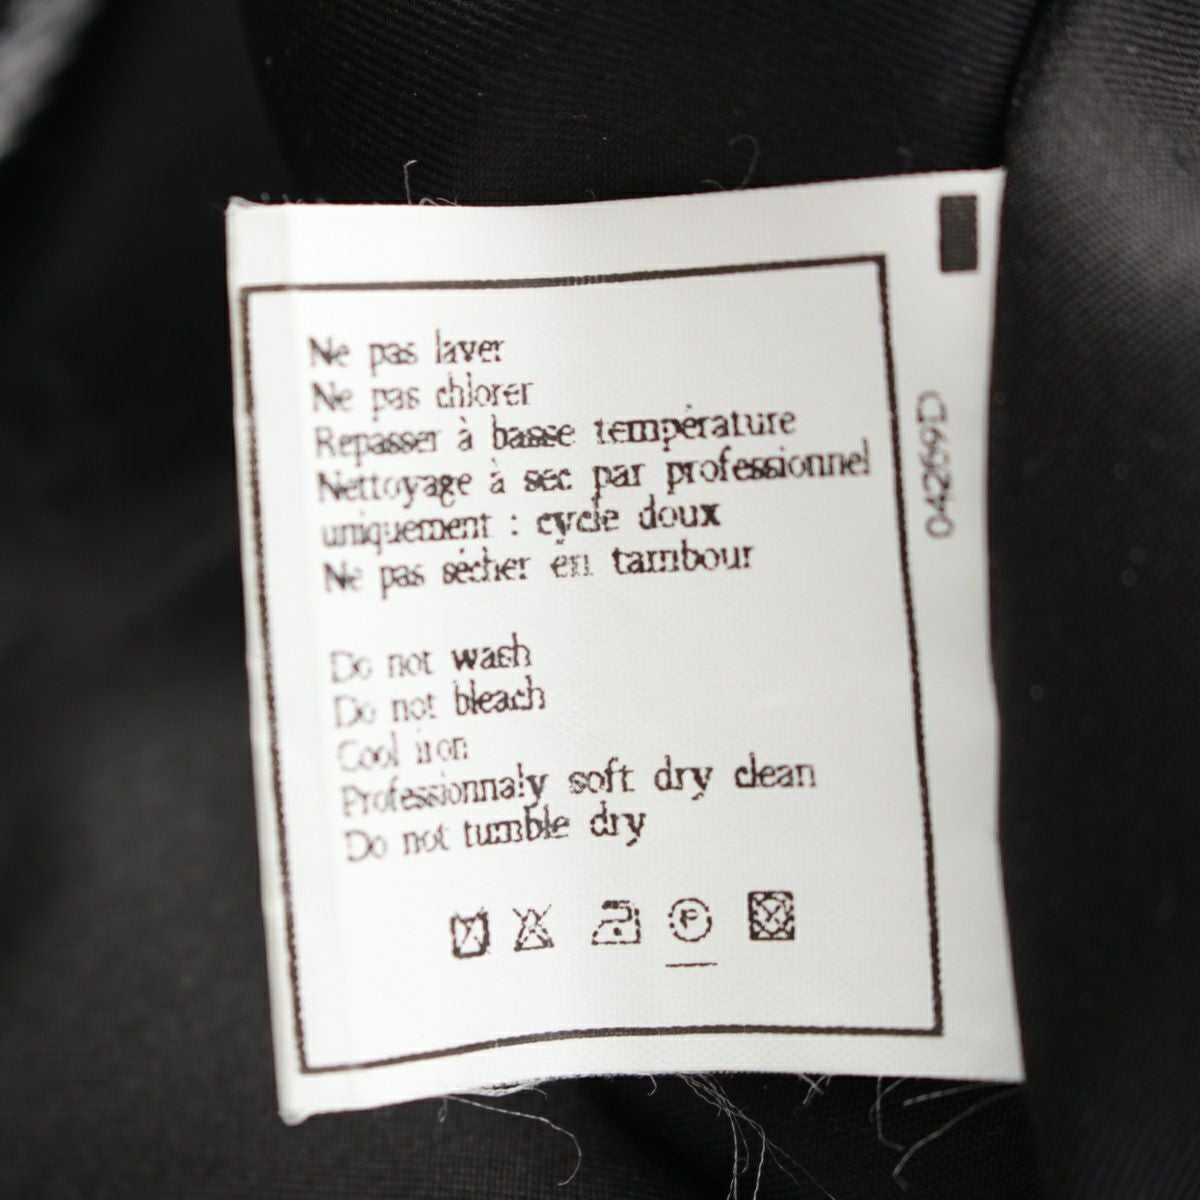 Ne pas laver
Ne pas chlorer
Repasser à basse température
Nettoyage à sec par professionnel
uniquement : cycle doux
Ne pas sécher en tambour
Do not wash
Do not bleach
Cool iron
Professionnaly soft dry clean
Do not tumble dry
P
04269D